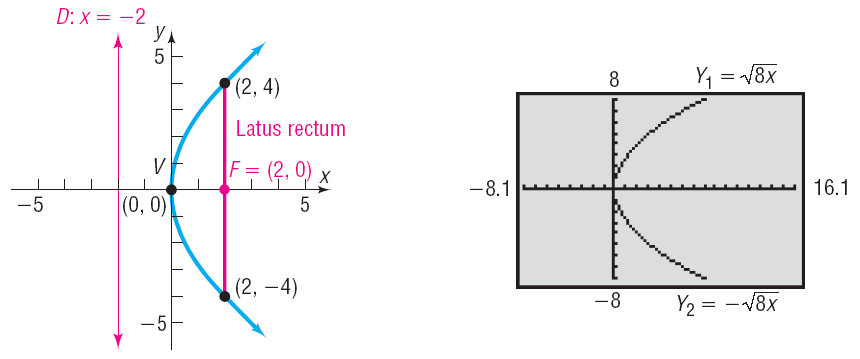 D: x = −2
y
5
(2, 4)
Latus rectum
V
F = (2, 0)
x
−5
(0, 0)
5
(2, −4)
−5
8
Y₁ = √8x
−8.1
16.1
−8
Y₂ = −√8x